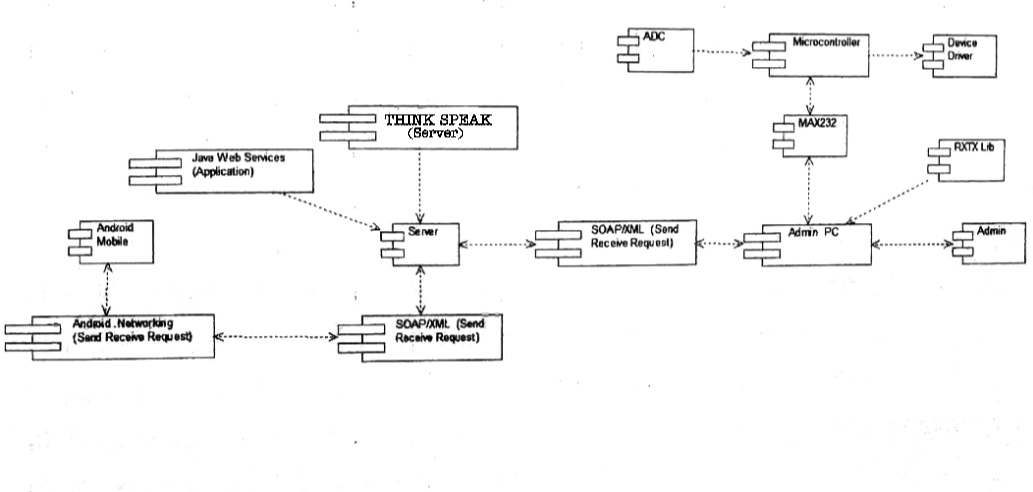 ADC
Microcontroller
Device
Driver
THINK SPEAK
(Server)
MAX232
Java Web Services
(Application)
RXTX Lib
Android
Mobile
Server
SOAP/XML (Send
Receive Request)
Admin PC
Admin
Android .Networking
(Send Receive Request)
SOAP/XML (Send
Receive Request)